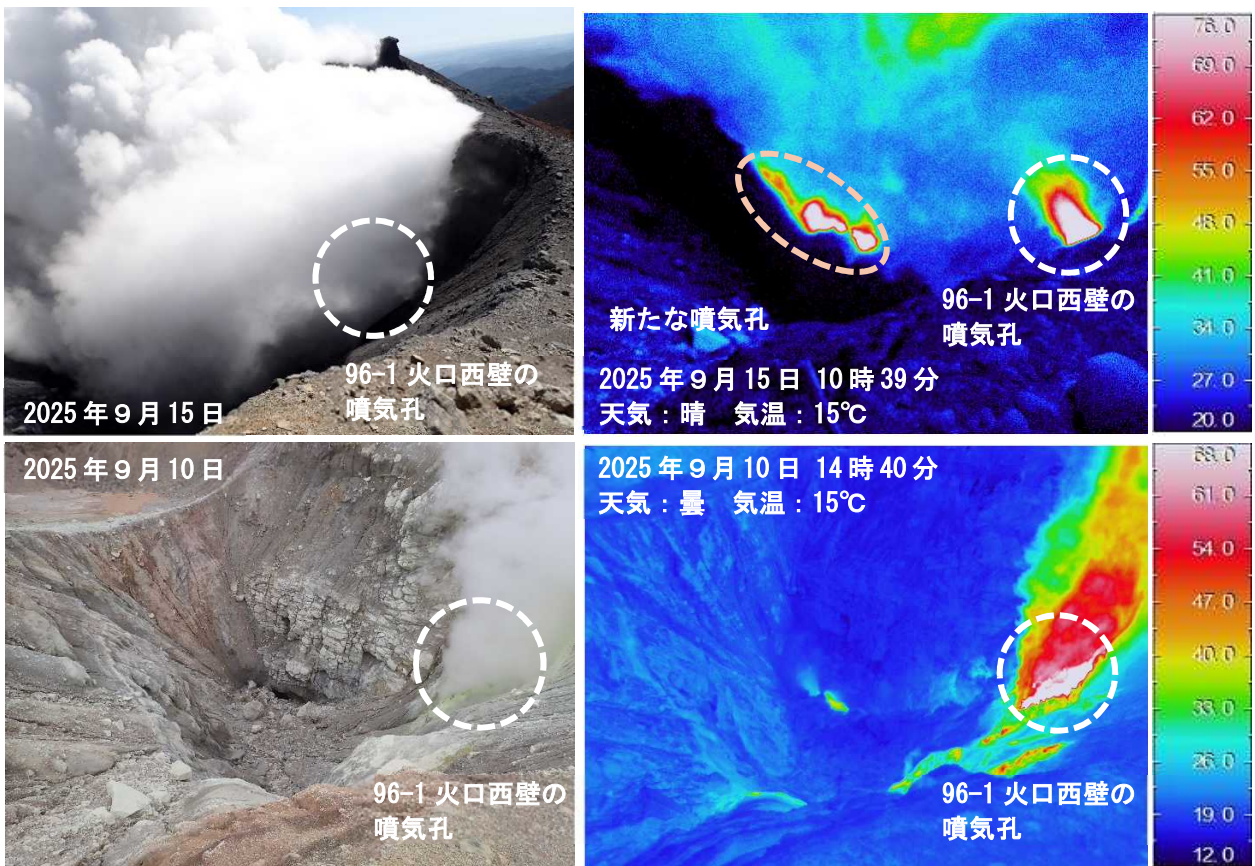 2025年9月15日
96-1火口西壁の
噴気孔
新たな噴気孔
96-1火口西壁の
噴気孔
2025年9月15日 10時39分
天気：晴　気温：15℃
76.0
69.0
62.0
55.0
48.0
41.0
34.0
27.0
20.0
2025年9月10日
96-1火口西壁の
噴気孔
2025年9月10日 14時40分
天気：曇　気温：15℃
96-1火口西壁の
噴気孔
68.0
61.0
54.0
47.0
40.0
33.0
26.0
19.0
12.0